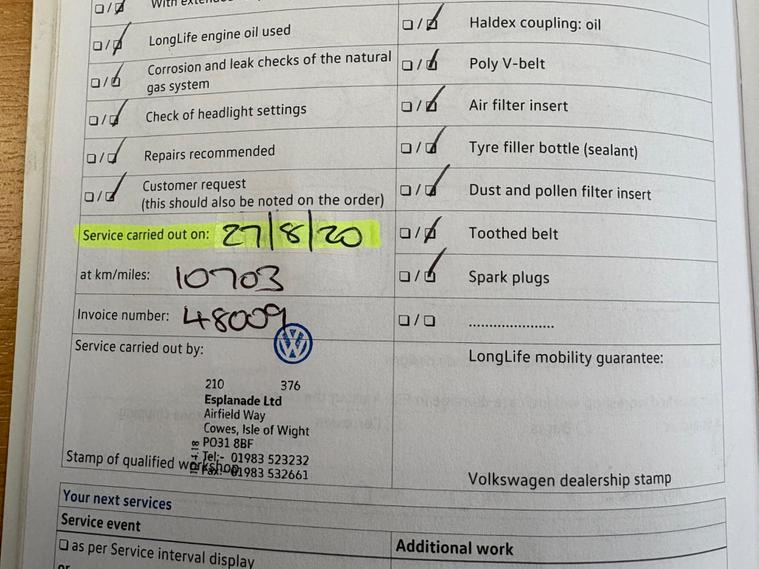 With
LongLife engine oil used
Corrosion and leak checks of the natural
gas system
Check of headlight settings
Repairs recommended
Customer request
(this should also be noted on the order)
Service carried out on: 27/8/20
at km/miles: 10703
Invoice number: 48009
Service carried out by:
210 376
Esplanade Ltd
Airfield Way
Cowes, Isle of Wight
PO31 8BF
Tel:- 01983 523232
Fax:- 01983 532661
Stamp of qualified workshop
Haldex coupling: oil
Poly V-belt
Air filter insert
Tyre filler bottle (sealant)
Dust and pollen filter insert
Toothed belt
Spark plugs
.....................
LongLife mobility guarantee:
Volkswagen dealership stamp
Your next services
Service event
as per Service interval display
or
Additional work